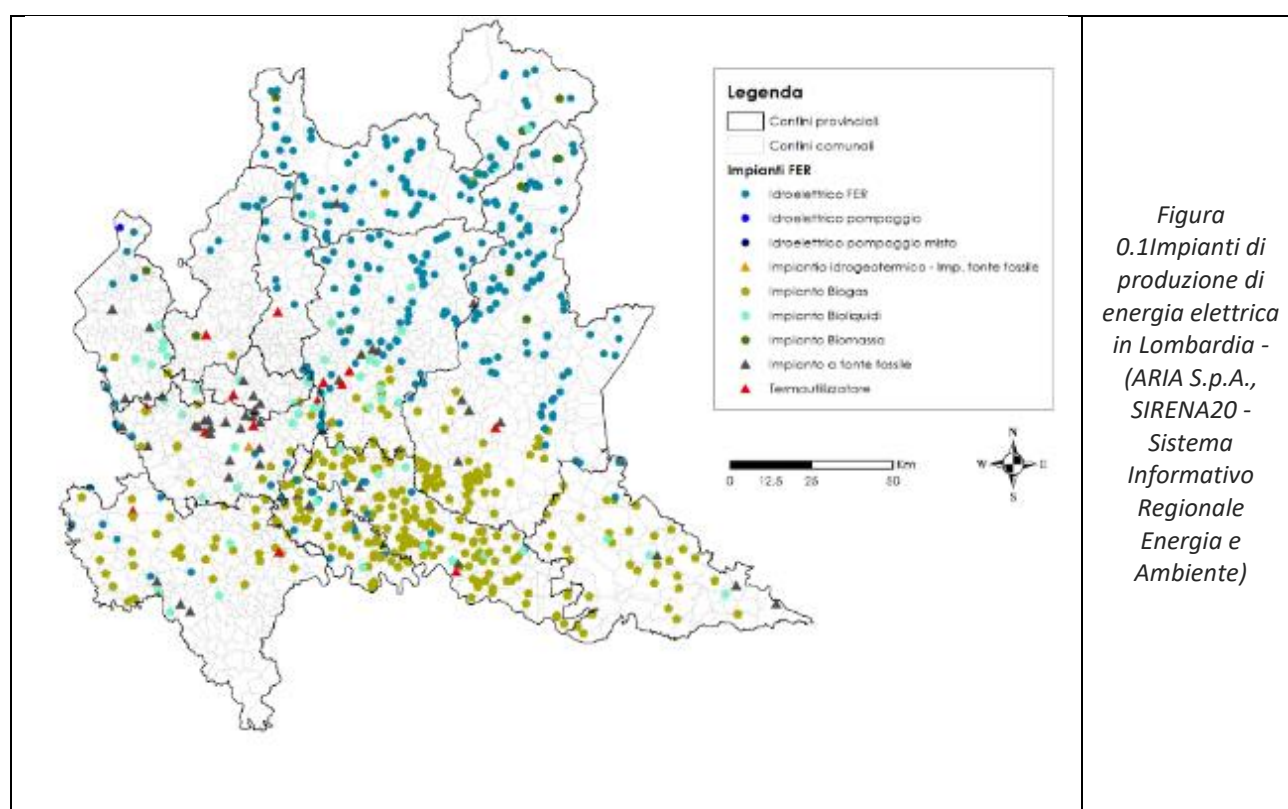 Legenda
Confini provinciali
Confini comunali
Impianti FER
Idroelettrico FER
Idroelettrico pompaggio
Idroelettrico pompaggio misto
Impiantio idrogeotermico - Imp. fonte fossile
Impianto Biogas
Impianto Bioliquidi
Impianto Biomassa
Impianto a fonte fossile
Termoutilizzatore
N
W E
S
Km
0 12.5 25 50
Figura
0.1Impianti di
produzione di
energia elettrica
in Lombardia -
(ARIA S.p.A.,
SIRENA20 -
Sistema
Informativo
Regionale
Energia e
Ambiente)